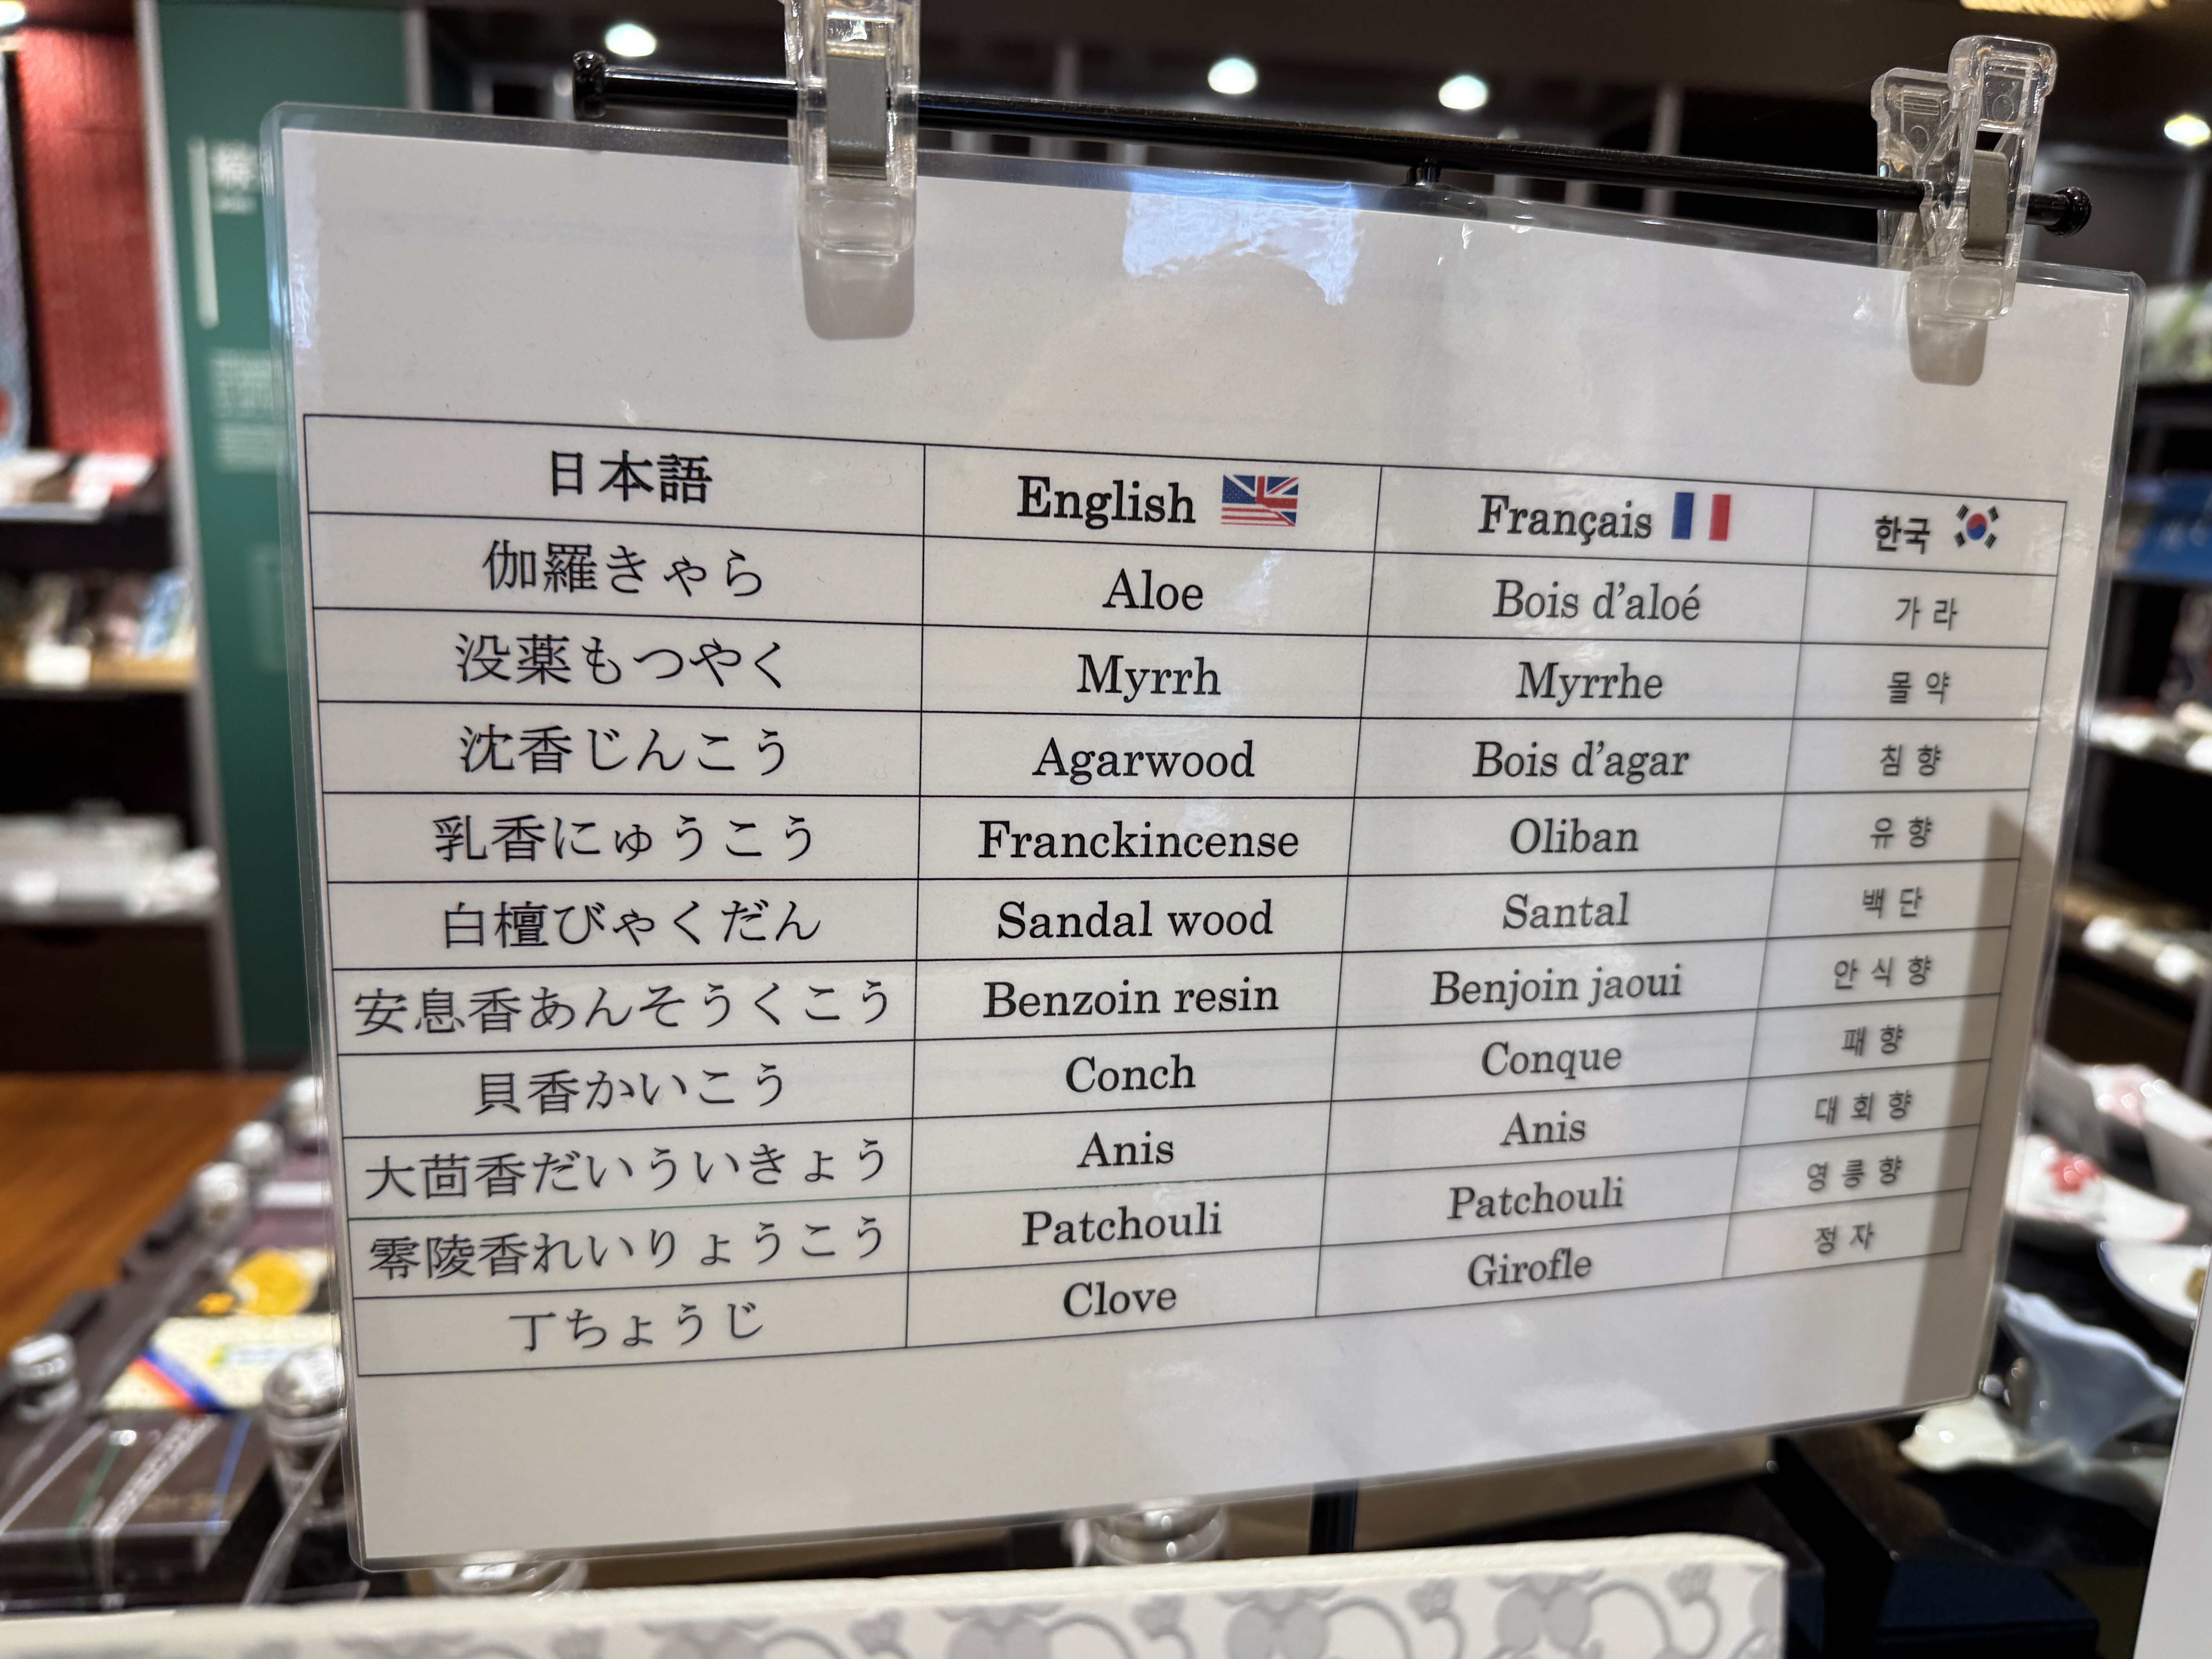 日本語 English Français 한국
伽羅きゃら Aloe Bois d'aloé 가 라
没薬もつやく Myrrh Myrrhe 몰 약
沈香じんこう Agarwood Bois d'agar 침 향
乳香にゅうこう Franckincense Oliban 유 향
白檀びゃくだん Sandal wood Santal 백 단
安息香あんそうくこう Benzoin resin Benjoin jaoui 안 식 향
貝香かいこう Conch Conque 패 향
大茴香だいういきょう Anis Anis 대 회 향
零陵香れいりょうこう Patchouli Patchouli 영 릉 향
丁ちょうじ Clove Girofle 정 자